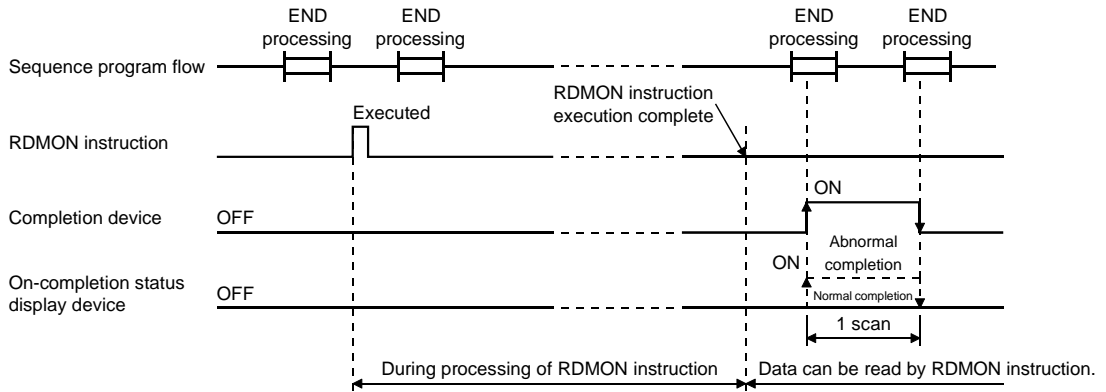 END
processing
END
processing
END
processing
END
processing
Sequence program flow
RDMON instruction
execution complete
Executed
RDMON instruction
ON
Completion device
OFF
Abnormal
completion
ON
On-completion status
display device
OFF
Normal completion
1 scan
During processing of RDMON instruction
Data can be read by RDMON instruction.